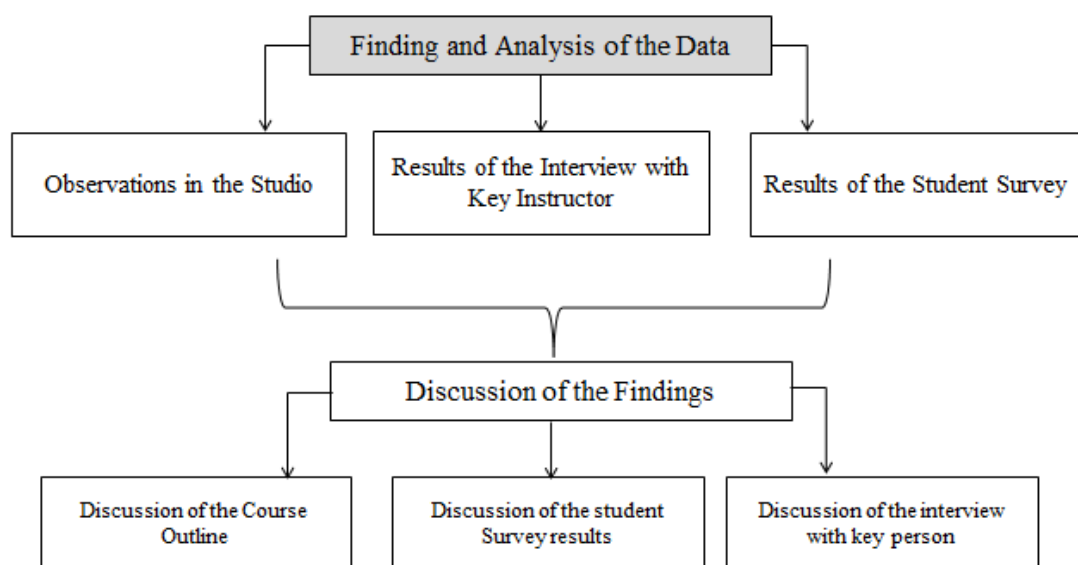 Finding and Analysis of the Data
Observations in the Studio
Results of the Interview with
Key Instructor
Results of the Student Survey
Discussion of the Findings
Discussion of the Course
Outline
Discussion of the student
Survey results
Discussion of the interview
with key person